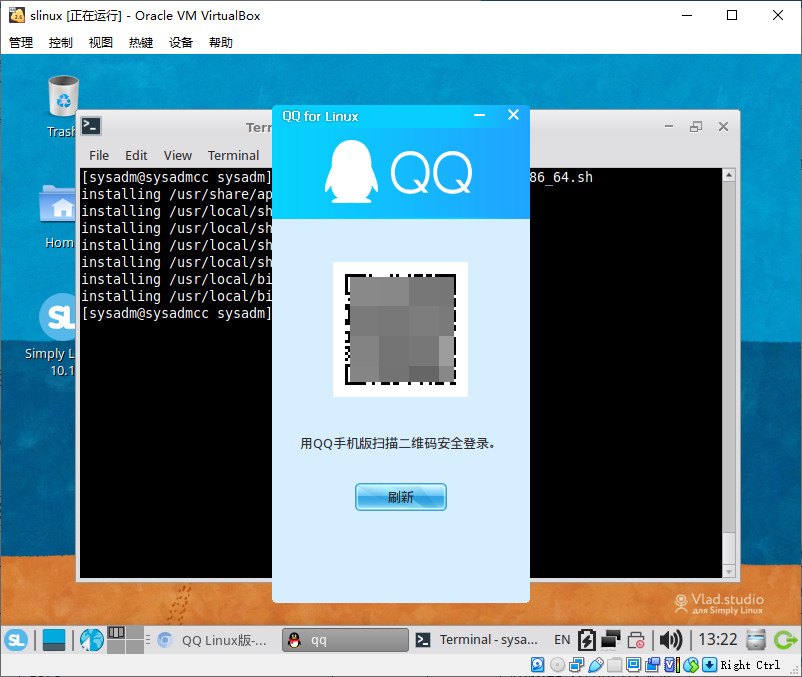 slinux [正在运行] - Oracle VM VirtualBox
管理 控制 视图 热键 设备 帮助
Trash
Home
SL
Simply L
10.1
Terr
File Edit View Terminal
[sysadm@sysadmcc sysadm] 86_64.sh
installing /usr/share/ap
installing /usr/local/sh
installing /usr/local/sh
installing /usr/local/sh
installing /usr/local/sh
installing /usr/local/bi
installing /usr/local/bi
[sysadm@sysadmcc sysadm]
QQ for Linux
QQ
用QQ手机版扫描二维码安全登录。
刷新
Vlad.studio
для Simply Linux
SL QQ Linux版-... qq Terminal - sysa... EN 13:22
Right Ctrl